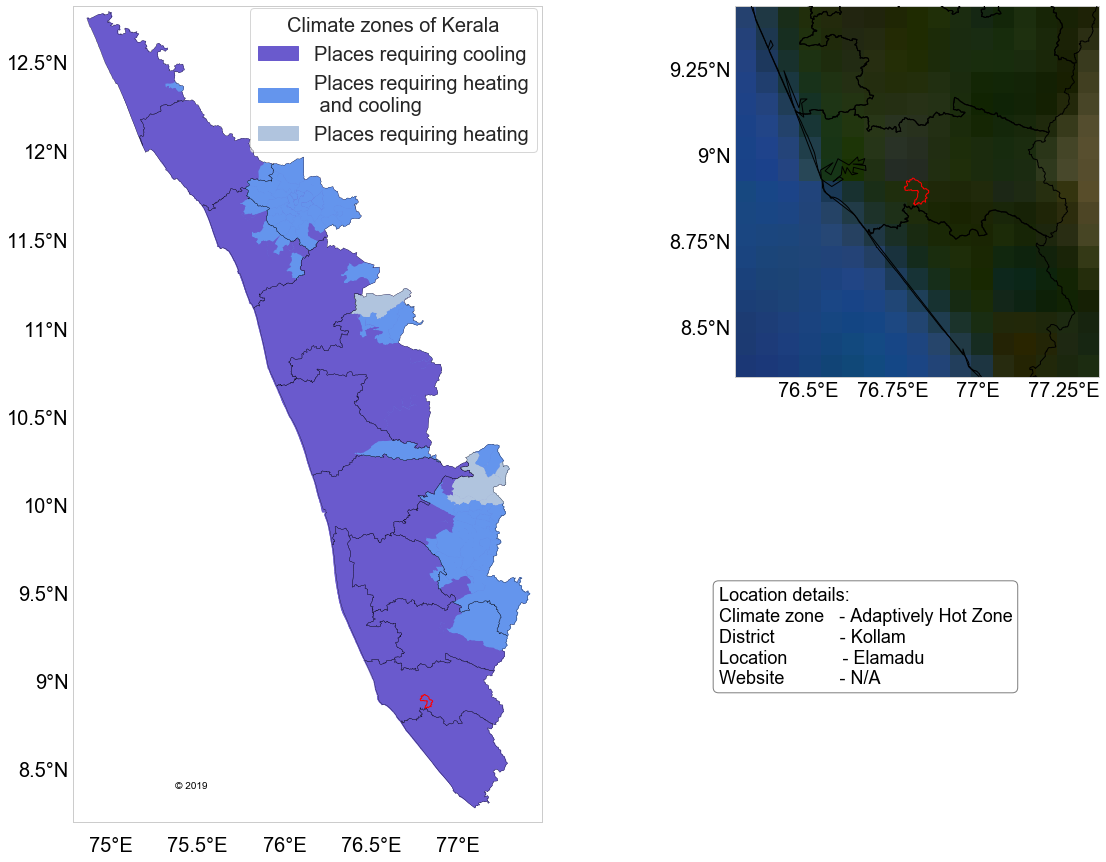 Climate zones of Kerala
Places requiring cooling
Places requiring heating
and cooling
Places requiring heating
12.5°N
12°N
11.5°N
11°N
10.5°N
10°N
9.5°N
9°N
8.5°N
75°E 75.5°E 76°E 76.5°E 77°E
© 2019
9.25°N
9°N
8.75°N
8.5°N
76.5°E 76.75°E 77°E 77.25°E
Location details:
Climate zone - Adaptively Hot Zone
District - Kollam
Location - Elamadu
Website - N/A